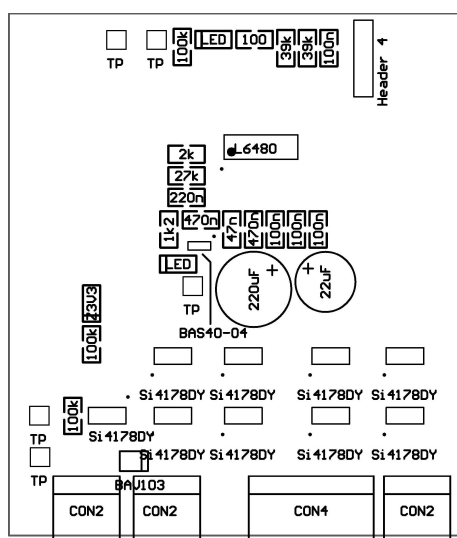 100k LED 100 39k 39k 100n
TP TP
Header 4
L6480
2k
27k
220n
1k2 470n 47n 470n 100n 100n 100n
LED
TP 220uF + + 22uF
BAS40-04
Z3V3
100k
Si4178DY Si4178DY Si4178DY Si4178DY
100k
TP
Si4178DY
Si4178DY Si4178DY Si4178DY Si4178DY
TP
BAV103
CON2 CON2 CON4 CON2